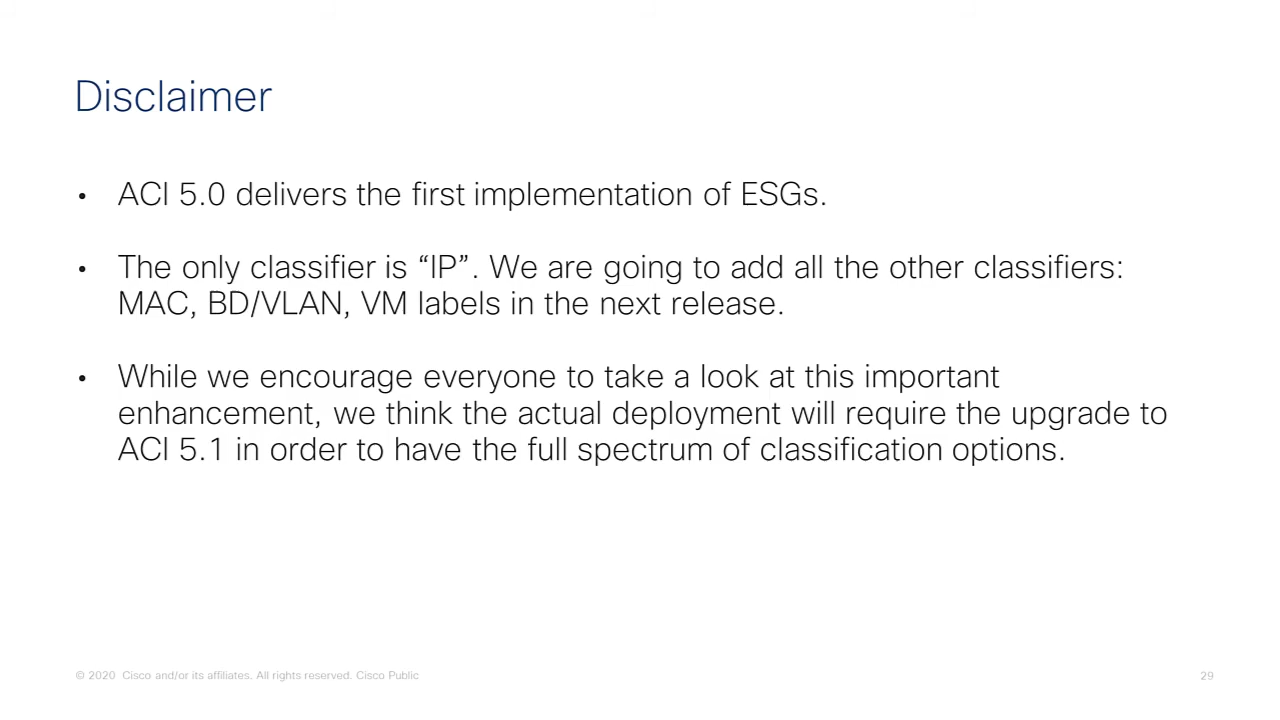 Disclaimer
• ACI 5.0 delivers the first implementation of ESGs.
• The only classifier is “IP”. We are going to add all the other classifiers:
MAC, BD/VLAN, VM labels in the next release.
• While we encourage everyone to take a look at this important
enhancement, we think the actual deployment will require the upgrade to
ACI 5.1 in order to have the full spectrum of classification options.
© 2020 Cisco and/or its affiliates. All rights reserved. Cisco Public
29